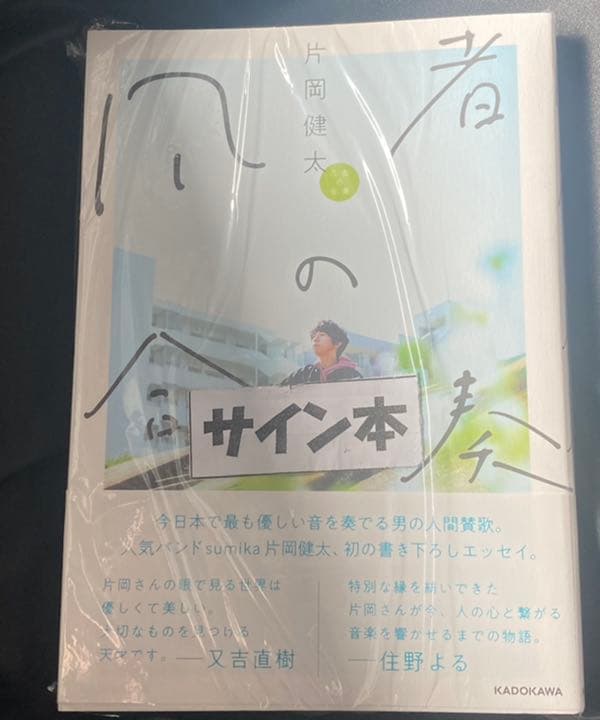 片岡健太
凡者
の
合奏
サイン本
今日本で最も優しい音を奏でる男の人間賛歌。
人気バンドsumika片岡健太、初の書き下ろしエッセイ。
片岡さんの眼で見る世界は
優しくて美しい。
大切なものを見つける
天才です。――又吉直樹
特別な縁を紡いできた
片岡さんが今、人の心と繋がる
音楽を響かせるまでの物語。
――住野よる
KADOKAWA